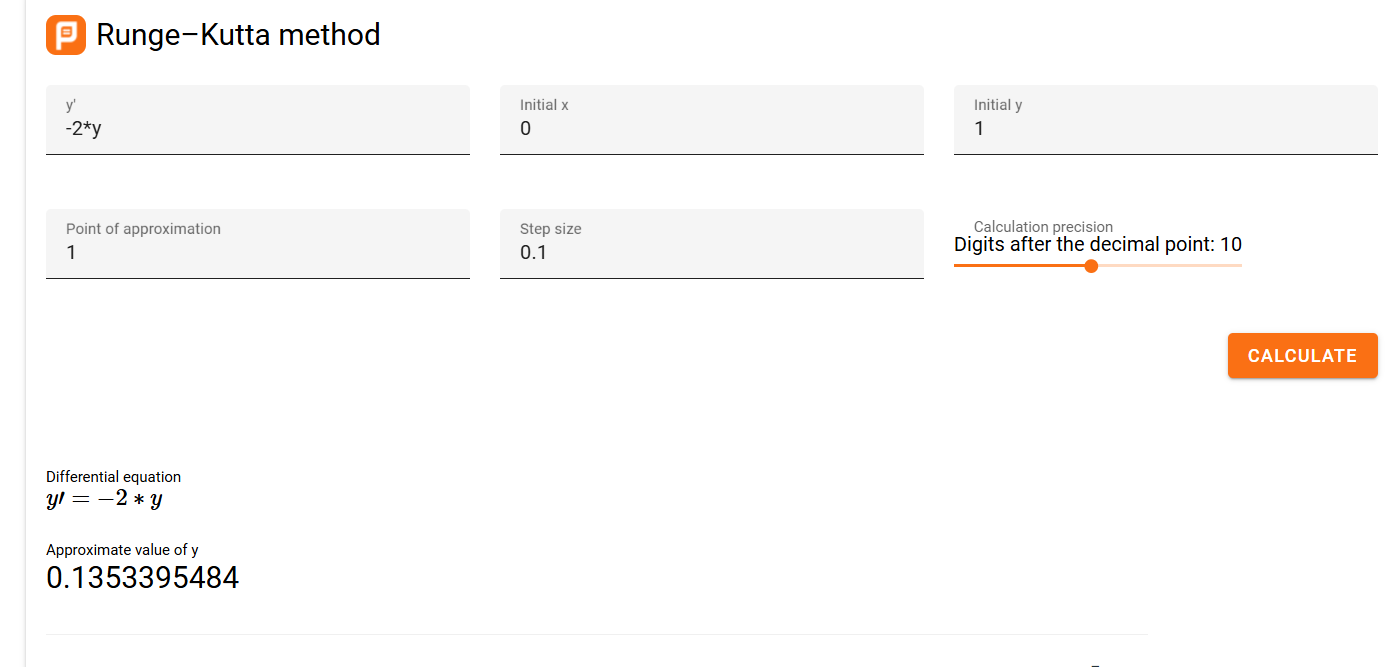 Runge–Kutta method
y'
-2*y
Initial x
0
Initial y
1
Point of approximation
1
Step size
0.1
Calculation precision
Digits after the decimal point: 10
CALCULATE
Differential equation
y′ = −2 ∗ y
Approximate value of y
0.1353395484